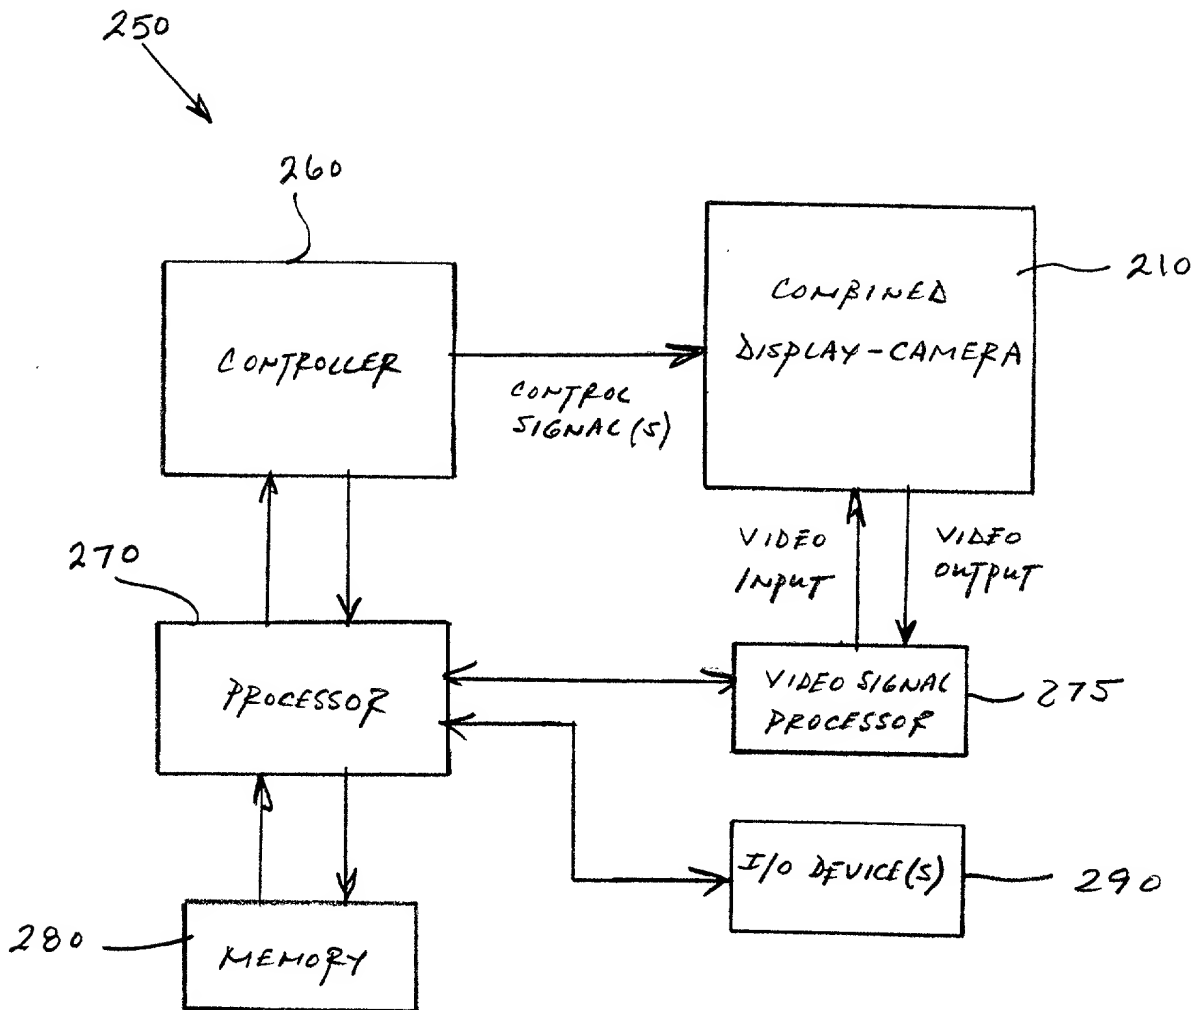 250
260
210
CONTROLLER
COMBINED
DISPLAY-CAMERA
CONTROL
SIGNAL(S)
270
VIDEO
INPUT
VIDEO
OUTPUT
PROCESSOR
VIDEO SIGNAL
PROCESSOR
275
I/O DEVICE(S)
290
280
MEMORY